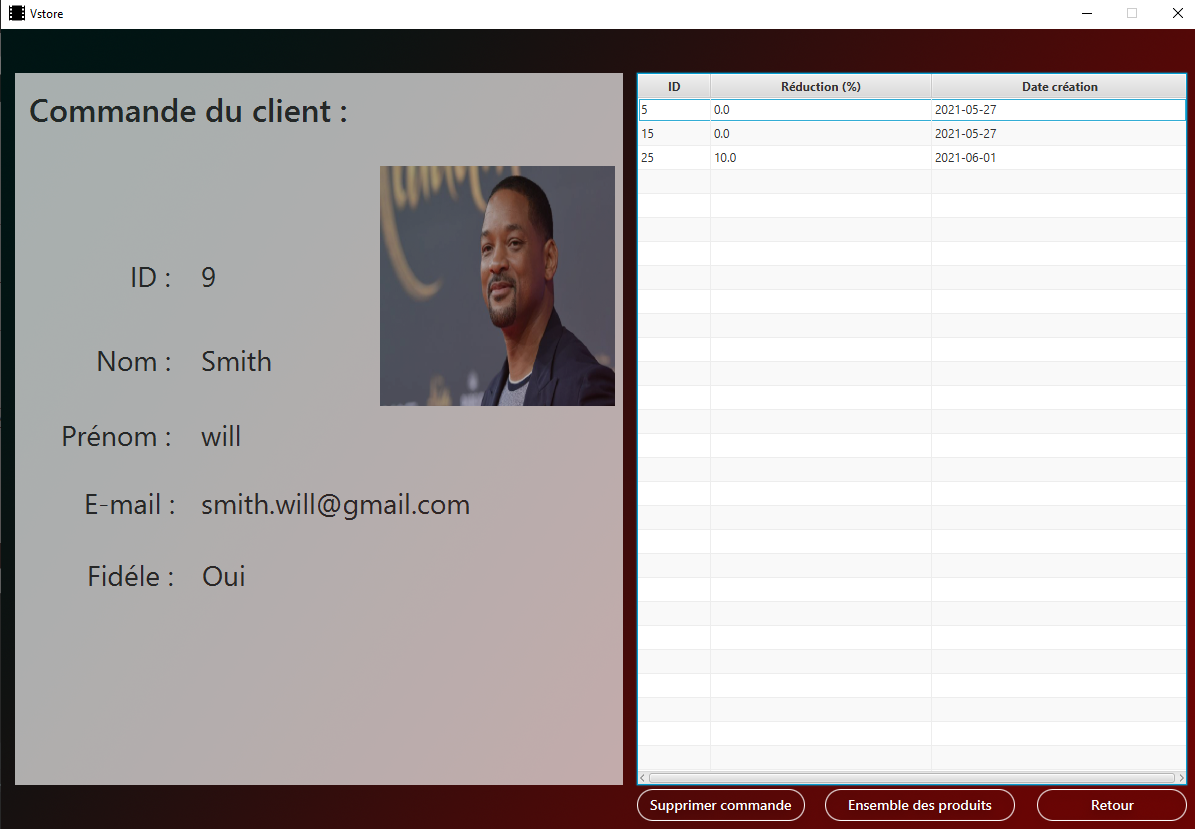 Vstore
Commande du client :
ID : 9
Nom : Smith
Prénom : will
E-mail : smith.will@gmail.com
Fidéle : Oui
ID Réduction (%) Date création
5 0.0 2021-05-27
15 0.0 2021-05-27
25 10.0 2021-06-01
Supprimer commande Ensemble des produits Retour